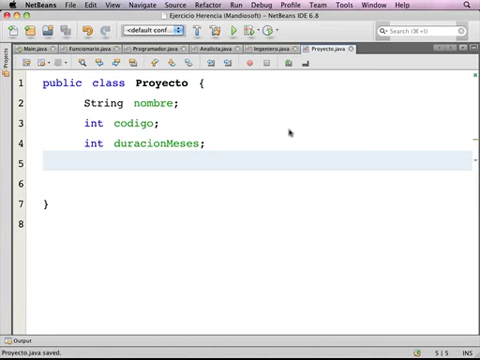 NetBeans File Edit View Navigate Source Refactor Run Debug Profile Team Tools Window Help
Ejercicio Herencia (Mandiosoft) - NetBeans IDE 6.8
<default conf... Search (⌘+I)
Main.java Funcionario.java Programador.java Analista.java Ingeniero.java Proyecto.java
Projects
1 public class Proyecto {
2 String nombre;
3 int codigo;
4 int duracionMeses;
5
6
7 }
8
Output
Proyecto.java saved. 5 | 5 INS